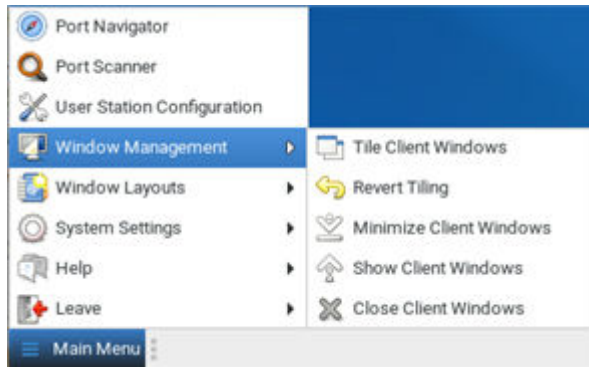 Port Navigator
Port Scanner
User Station Configuration
Window Management
Window Layouts
System Settings
Help
Leave
Main Menu
Tile Client Windows
Revert Tiling
Minimize Client Windows
Show Client Windows
Close Client Windows